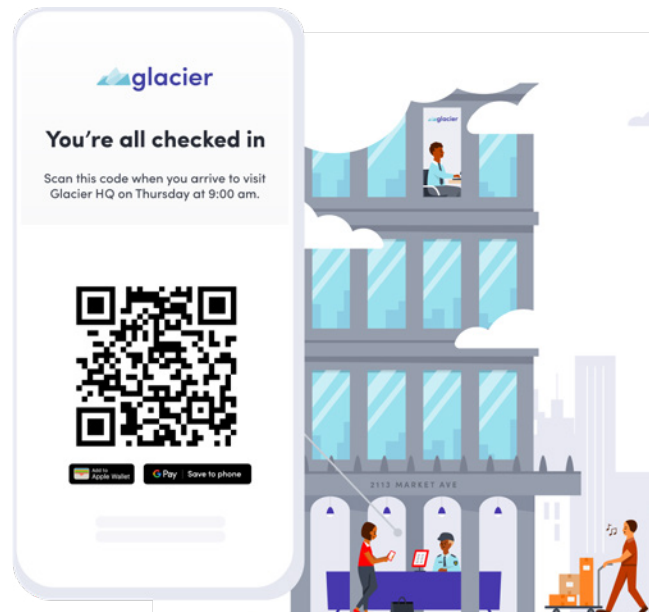 glacier
You're all checked in
Scan this code when you arrive to visit
Glacier HQ on Thursday at 9:00 am.
Add to
Apple Wallet
G Pay | Save to phone
glacier
2112 MARKET AVE